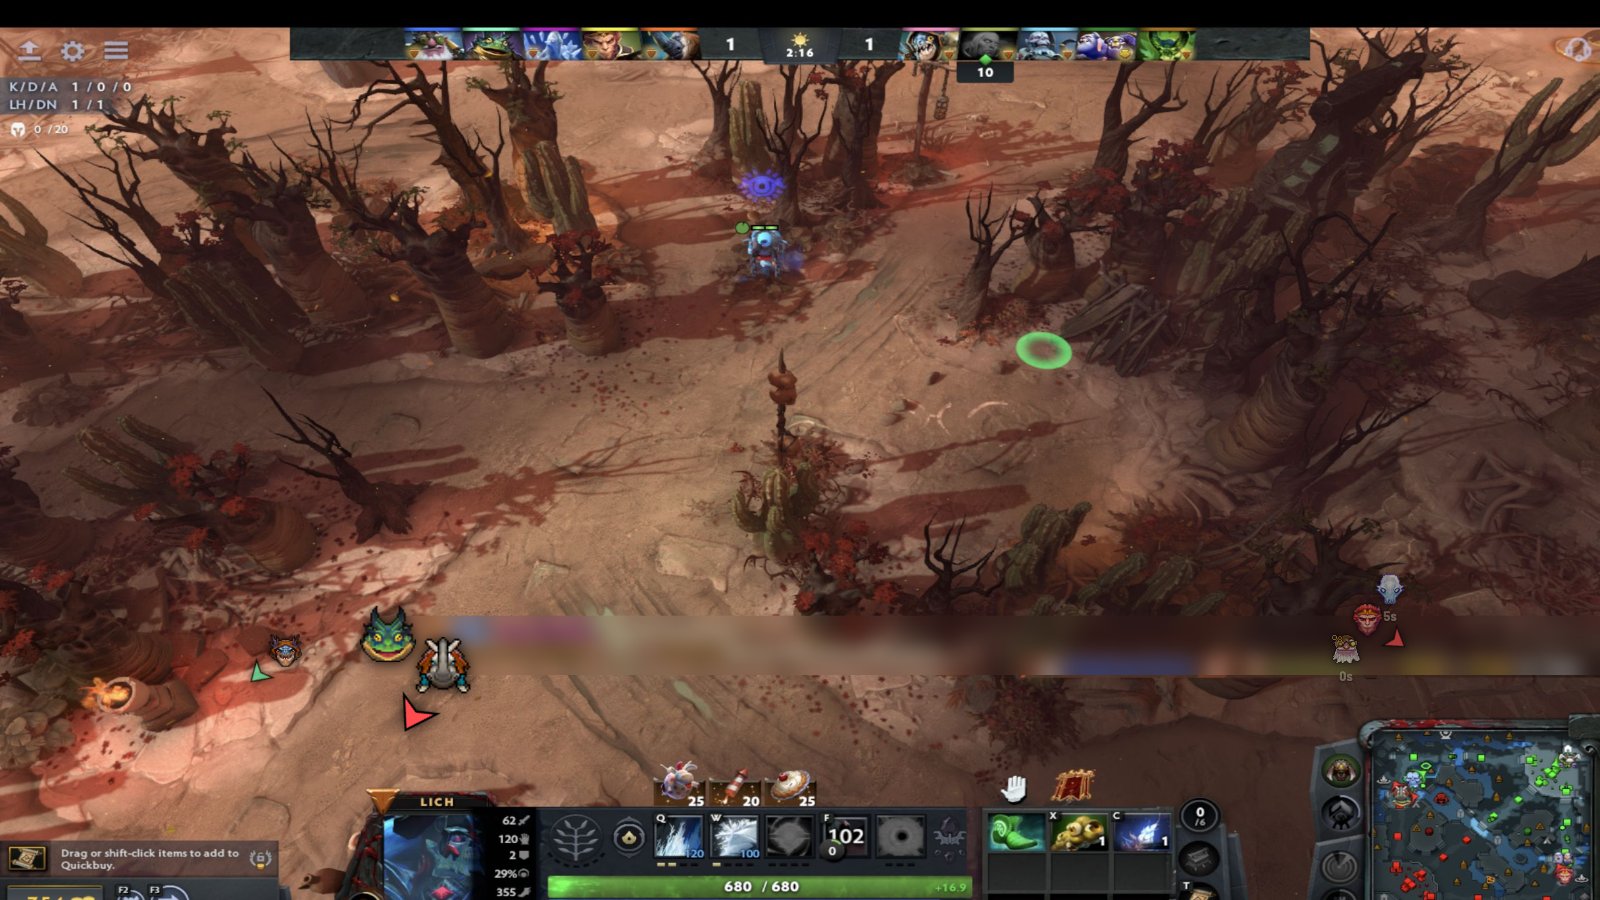 1
2:16
1
10
K/D/A 1 / 0 / 0
LH/DN 1 / 1
0 /20
5s
0s
25
20
25
LICH
62
120
2
29%
355
Q
120
W
100
F
102
0
X
1
C
1
0
/6
T
680 / 680
+16.9
Drag or shift-click items to add to
Quickbuy.
F2
F3